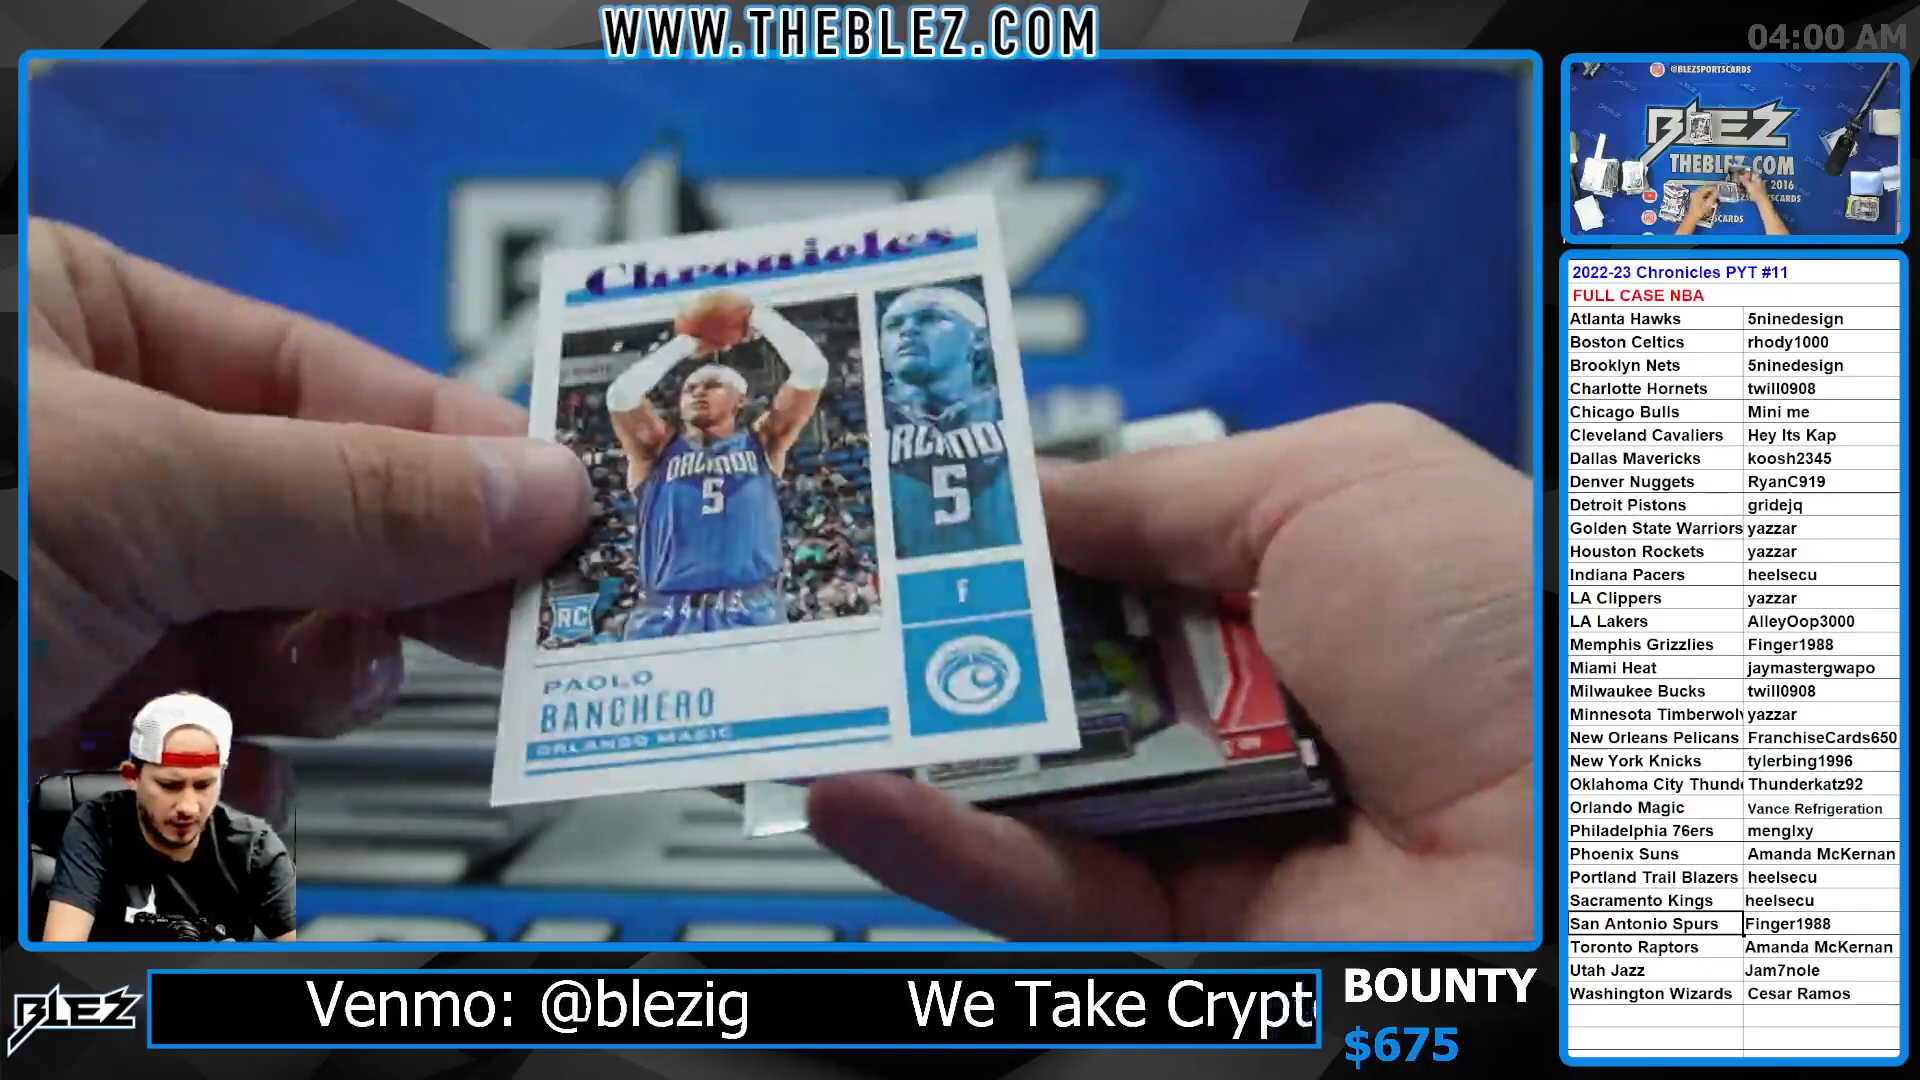 WWW.THEBLEZ.COM
04:00 AM
@BLEZSPORTSCARDS
BLEZ
THEBLEZ.COM
2016
Chronicles
ORLANDO
5
ORLANDO
5
RC
F
PAOLO
BANCHERO
ORLANDO MAGIC
2022-23 Chronicles PYT #11
FULL CASE NBA
Atlanta Hawks 5ninedesign
Boston Celtics rhody1000
Brooklyn Nets 5ninedesign
Charlotte Hornets twill0908
Chicago Bulls Mini me
Cleveland Cavaliers Hey Its Kap
Dallas Mavericks koosh2345
Denver Nuggets RyanC919
Detroit Pistons gridejq
Golden State Warriors yazzar
Houston Rockets yazzar
Indiana Pacers heelsecu
LA Clippers yazzar
LA Lakers AlleyOop3000
Memphis Grizzlies Finger1988
Miami Heat jaymastergwapo
Milwaukee Bucks twill0908
Minnesota Timberwolv yazzar
New Orleans Pelicans FranchiseCards650
New York Knicks tylerbing1996
Oklahoma City Thunde Thunderkatz92
Orlando Magic Vance Refrigeration
Philadelphia 76ers menglxy
Phoenix Suns Amanda McKernan
Portland Trail Blazers heelsecu
Sacramento Kings heelsecu
San Antonio Spurs Finger1988
Toronto Raptors Amanda McKernan
Utah Jazz Jam7nole
Washington Wizards Cesar Ramos
BLEZ
Venmo: @blezig We Take Crypt
BOUNTY
$675